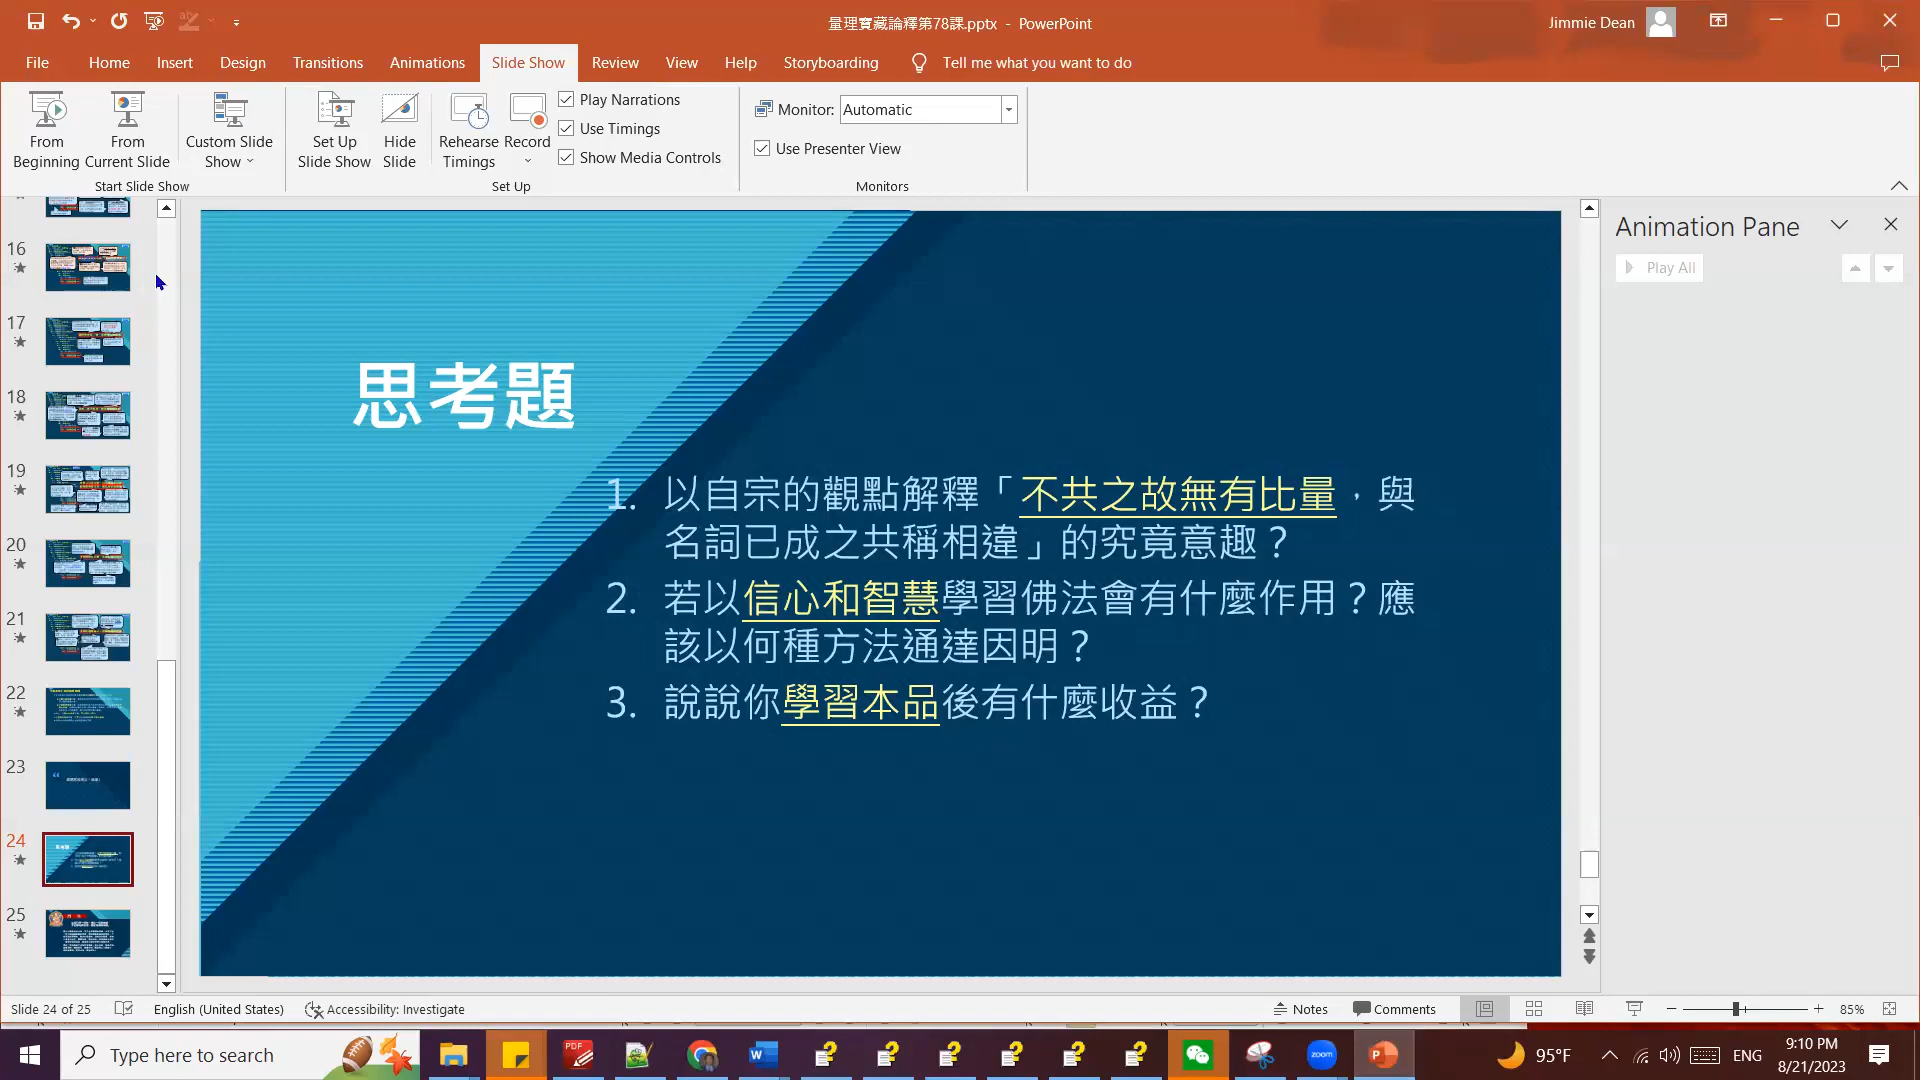 量理寶藏論釋第78課.pptx - PowerPoint
Jimmie Dean
File Home Insert Design Transitions Animations Slide Show Review View Help Storyboarding Tell me what you want to do
From Beginning
From Current Slide
Custom Slide Show
Set Up Slide Show
Hide Slide
Rehearse Timings
Record
Play Narrations
Use Timings
Show Media Controls
Monitor: Automatic
Use Presenter View
Start Slide Show
Set Up
Monitors
16
17
18
19
20
21
22
23
24
25
思考題
1. 以自宗的觀點解釋「不共之故無有比量，與
名詞已成之共稱相違」的究竟意趣？
2. 若以信心和智慧學習佛法會有什麼作用？應
該以何種方法通達因明？
3. 說說你學習本品後有什麼收益？
Animation Pane
Play All
Slide 24 of 25 English (United States) Accessibility: Investigate Notes Comments 85%
Type here to search
95°F ENG
9:10 PM
8/21/2023